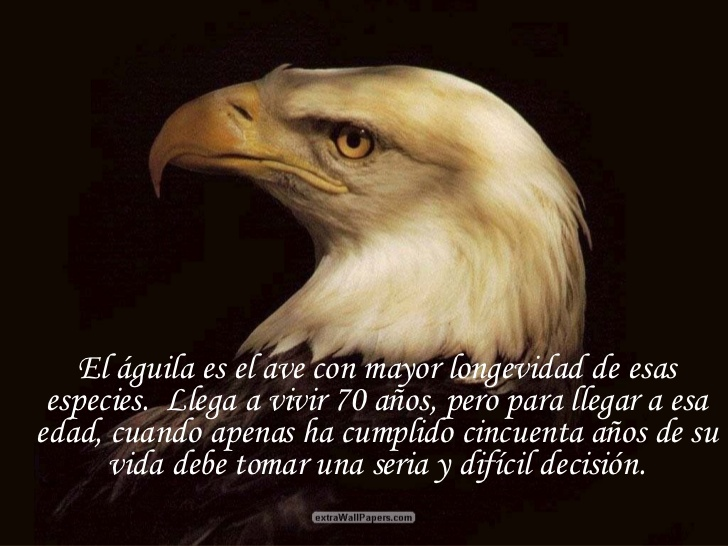 El águila es el ave con mayor longevidad de esas
especies. Llega a vivir 70 años, pero para llegar a esa
edad, cuando apenas ha cumplido cincuenta años de su
vida debe tomar una seria y difícil decisión.
extraWallPapers.com